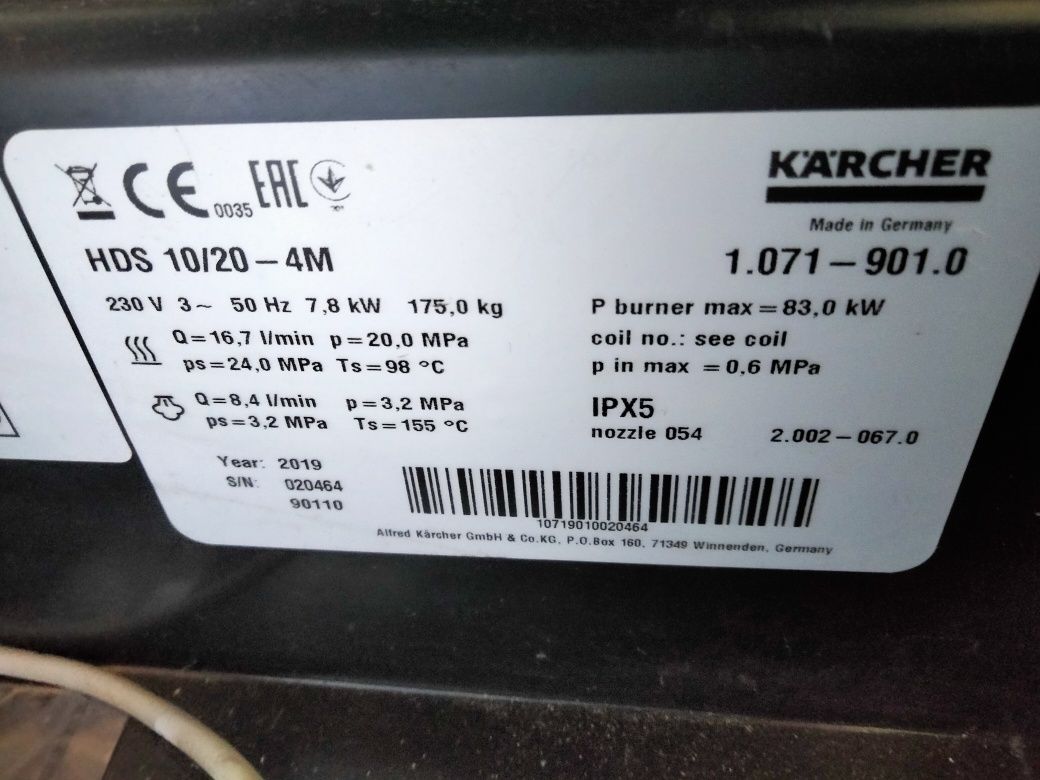 CE 0035 EAC
KÄRCHER
Made in Germany
HDS 10/20-4M
1.071-901.0
230 V 3~ 50 Hz 7,8 kW 175,0 kg
P burner max = 83,0 kW
Q=16,7 l/min p=20,0 MPa
coil no.: see coil
ps=24,0 MPa Ts=98 °C
p in max =0,6 MPa
Q=8,4 l/min p=3,2 MPa
IPX5
ps=3,2 MPa Ts=155 °C
nozzle 054 2.002-067.0
Year: 2019
S/N: 020464
90110
10719010020464
Alfred Kärcher GmbH & Co.KG, P.O.Box 160, 71349 Winnenden, Germany